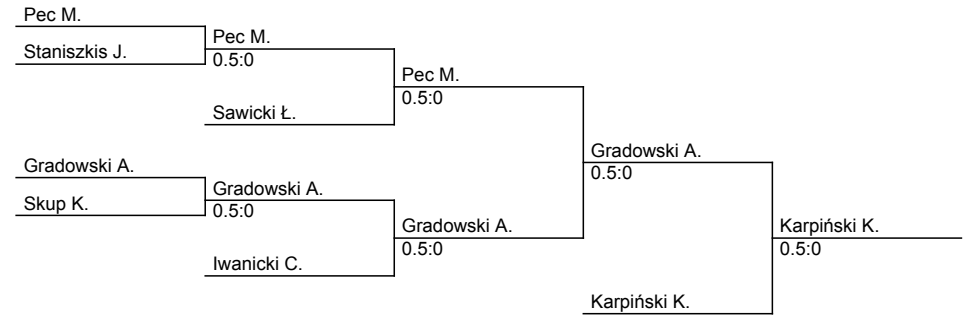 Pec M.
Staniszkis J.
Pec M.
0.5:0
Sawicki Ł.
Pec M.
0.5:0
Gradowski A.
Skup K.
Gradowski A.
0.5:0
Iwanicki C.
Gradowski A.
0.5:0
Gradowski A.
0.5:0
Karpiński K.
Karpiński K.
0.5:0